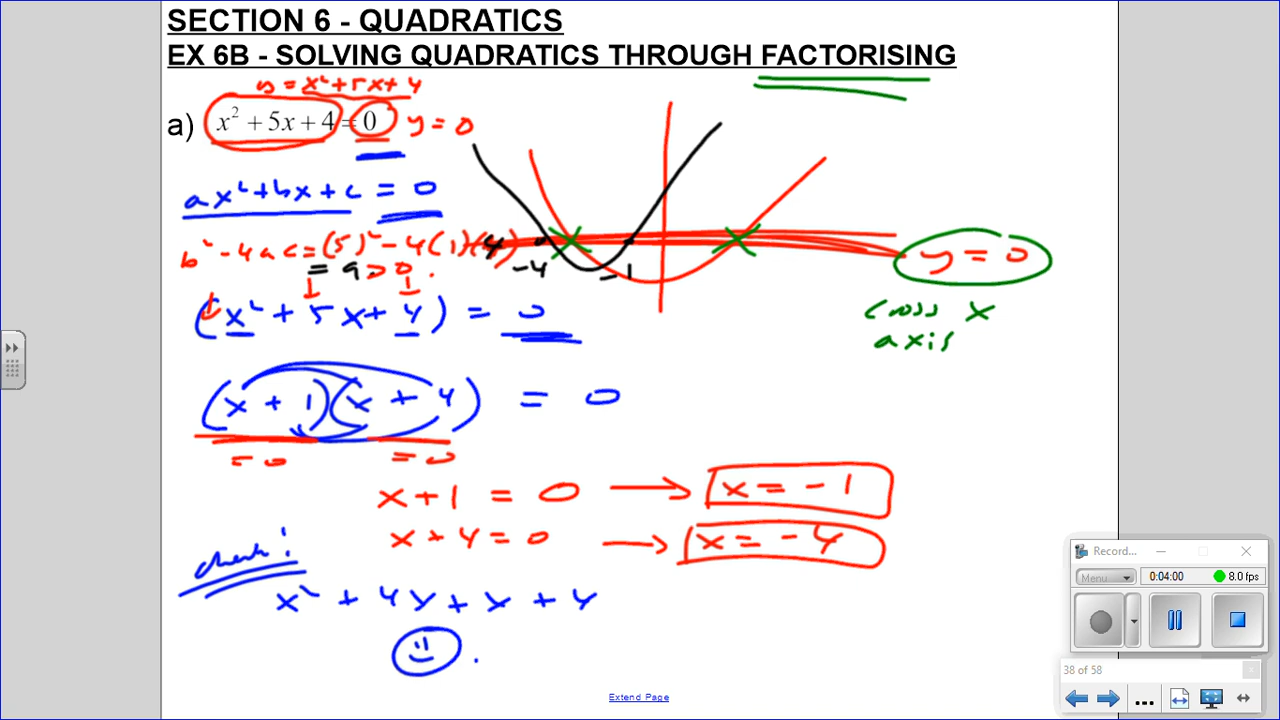 SECTION 6 - QUADRATICS
EX 6B - SOLVING QUADRATICS THROUGH FACTORISING
y = x² + 5x + 4
a) x² + 5x + 4 = 0 y = 0
ax² + bx + c = 0
b² - 4ac = (5)² - 4(1)(4)
= 9 > 0.
-4 -1
y = 0
cross x
axis
(x² + 5x + 4) = 0
(x + 1)(x + 4) = 0
= 0 = 0
x + 1 = 0 → x = -1
x + 4 = 0 → x = -4
check!
x² + 4x + x + 4
Extend Page
Record...
Menu 0:04:00 8.0 fps
38 of 58